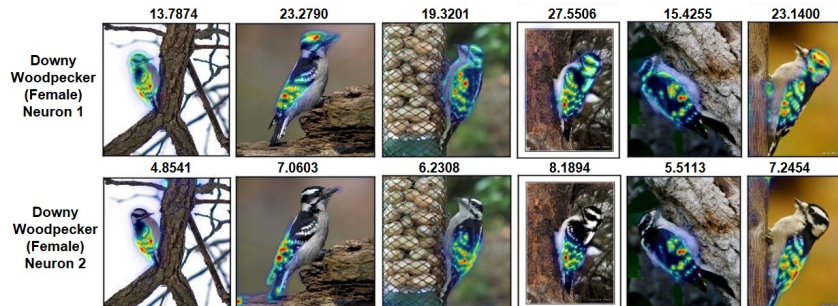 13.7874 23.2790 19.3201 27.5506 15.4255 23.1400
Downy
Woodpecker
(Female)
Neuron 1
4.8541 7.0603 6.2308 8.1894 5.5113 7.2454
Downy
Woodpecker
(Female)
Neuron 2